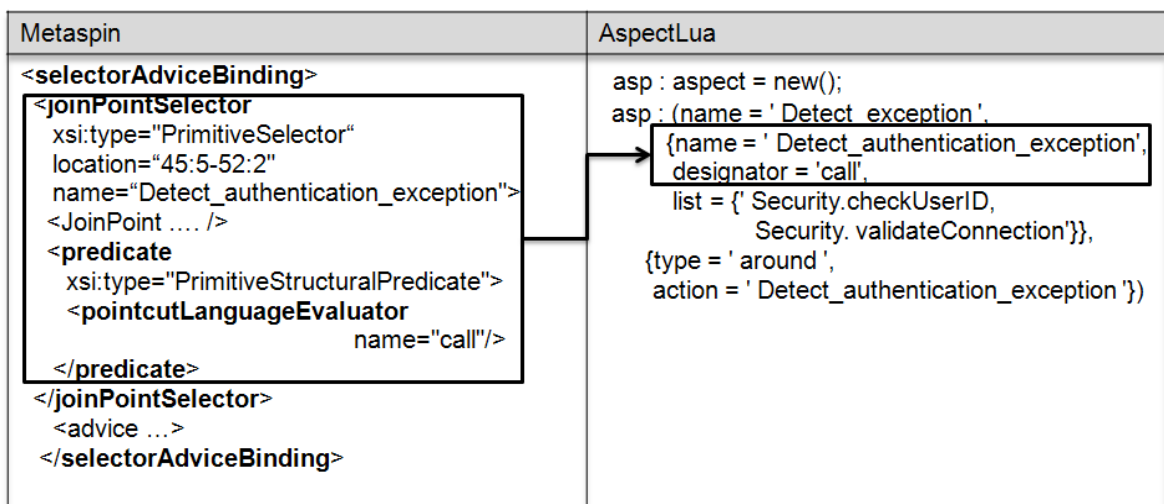 Metaspin
<selectorAdviceBinding>
<joinPointSelector
xsi:type="PrimitiveSelector“
location=“45:5-52:2"
name=“Detect_authentication_exception">
<JoinPoint …. />
<predicate
xsi:type="PrimitiveStructuralPredicate">
<pointcutLanguageEvaluator
name="call"/>
</predicate>
</joinPointSelector>
<advice …>
</selectorAdviceBinding>
AspectLua
asp : aspect = new();
asp : (name = ' Detect_exception ',
{name = ' Detect_authentication_exception',
designator = 'call',
list = {' Security.checkUserID,
Security. validateConnection'}},
{type = ' around ',
action = ' Detect_authentication_exception '})